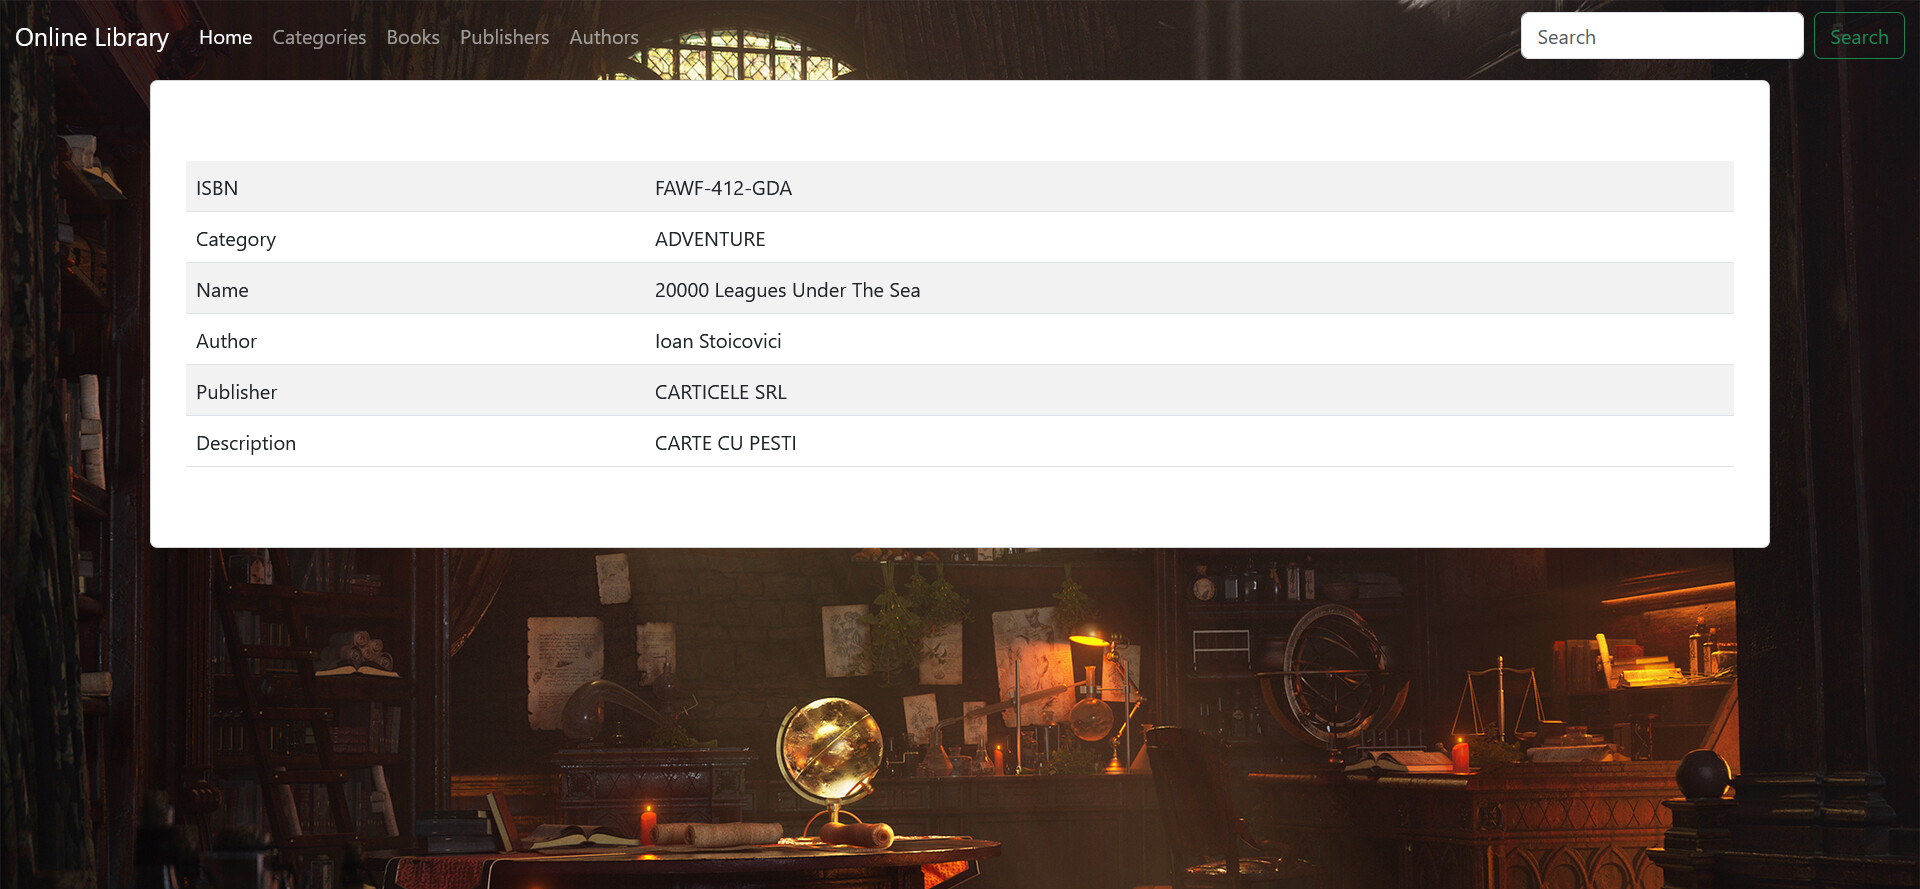 Online Library Home Categories Books Publishers Authors Search Search
ISBN FAWF-412-GDA
Category ADVENTURE
Name 20000 Leagues Under The Sea
Author Ioan Stoicovici
Publisher CARTICELE SRL
Description CARTE CU PESTI